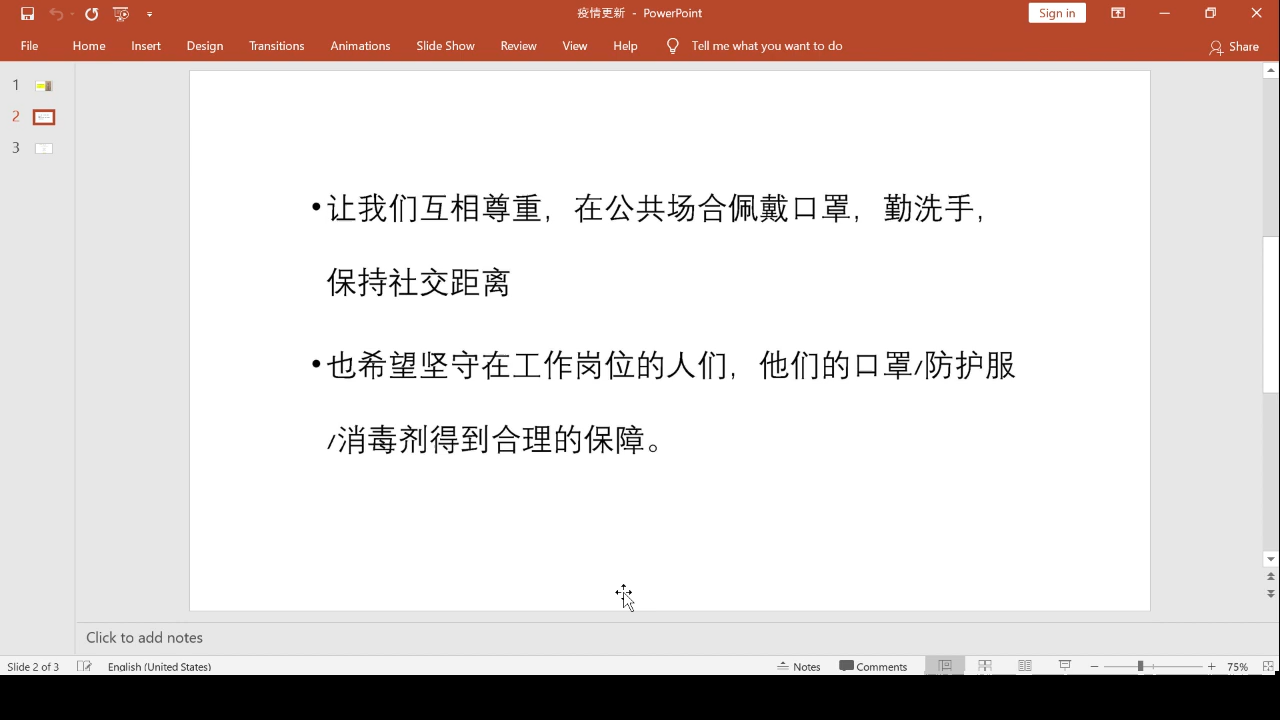 疫情更新 - PowerPoint
Sign in
File Home Insert Design Transitions Animations Slide Show Review View Help Tell me what you want to do Share
1
2
3
•让我们互相尊重，在公共场合佩戴口罩，勤洗手，
保持社交距离
•也希望坚守在工作岗位的人们，他们的口罩/防护服
/消毒剂得到合理的保障。
Click to add notes
Slide 2 of 3 English (United States) Notes Comments 75%